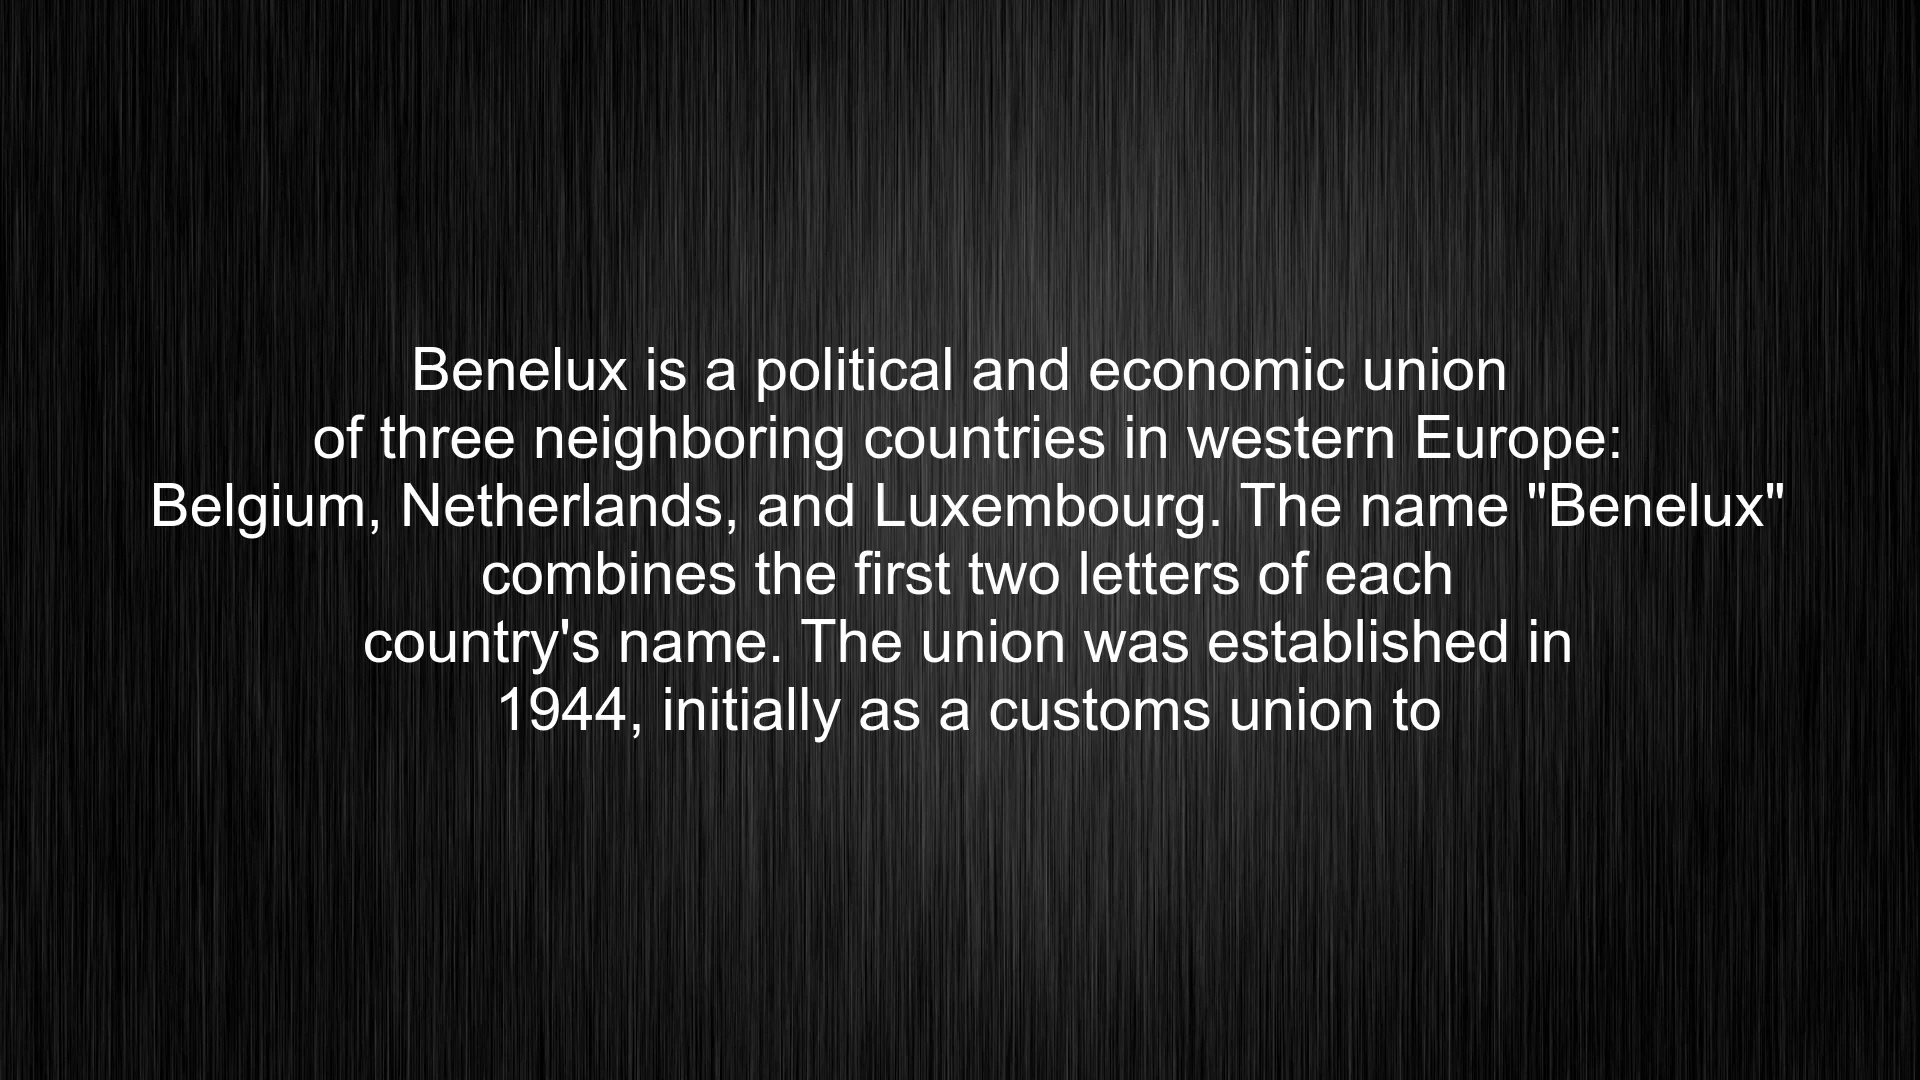 Benelux is a political and economic union
of three neighboring countries in western Europe:
Belgium, Netherlands, and Luxembourg. The name "Benelux"
combines the first two letters of each
country's name. The union was established in
1944, initially as a customs union to